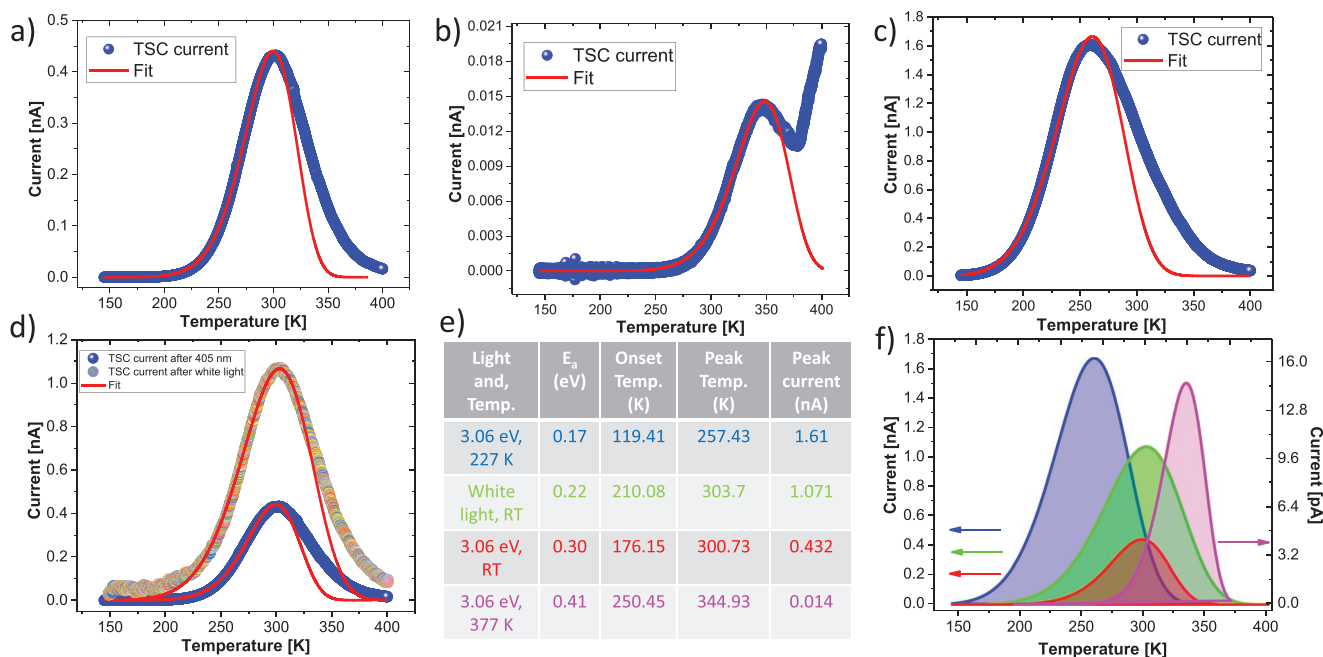 a)
TSC current
Fit
Current [nA]
0.5
0.4
0.3
0.2
0.1
0.0
150 200 250 300 350 400
Temperature [K]
b)
TSC current
Fit
Current [nA]
0.021
0.018
0.015
0.012
0.009
0.006
0.003
0.000
150 200 250 300 350 400
Temperature [K]
c)
TSC current
Fit
Current [nA]
1.8
1.6
1.4
1.2
1.0
0.8
0.6
0.4
0.2
0.0
150 200 250 300 350 400
Temperature [K]
d)
TSC current after 405 nm
TSC current after white light
Fit
Current [nA]
1.2
1.0
0.8
0.6
0.4
0.2
0.0
150 200 250 300 350 400
Temperature [K]
e)
Light and, Temp. Ea (eV) Onset Temp. (K) Peak Temp. (K) Peak current (nA)
3.06 eV, 227 K 0.17 119.41 257.43 1.61
White light, RT 0.22 210.08 303.7 1.071
3.06 eV, RT 0.30 176.15 300.73 0.432
3.06 eV, 377 K 0.41 250.45 344.93 0.014
f)
Current [nA]
1.8
1.6
1.4
1.2
1.0
0.8
0.6
0.4
0.2
0.0
150 200 250 300 350 400
Temperature [K]
16.0
14.8
9.6
6.4
3.2
0.0
Current [pA]